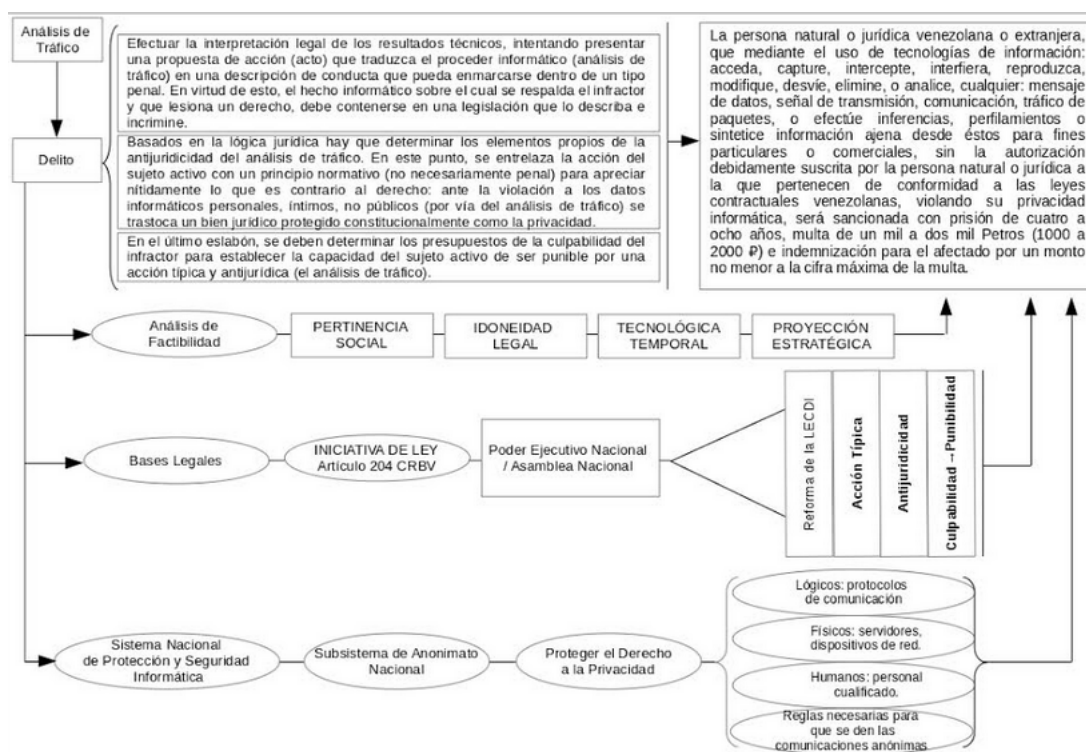 Análisis de
Tráfico
Efectuar la interpretación legal de los resultados técnicos, intentando presentar
una propuesta de acción (acto) que traduzca el proceder informático (análisis de
tráfico) en una descripción de conducta que pueda enmarcarse dentro de un tipo
penal. En virtud de esto, el hecho informático sobre el cual se respalda el infractor
y que lesiona un derecho, debe contenerse en una legislación que lo describa e
incrimine.
Delito
Basados en la lógica jurídica hay que determinar los elementos propios de la
antijuridicidad del análisis de tráfico. En este punto, se entrelaza la acción del
sujeto activo con un principio normativo (no necesariamente penal) para apreciar
nítidamente lo que es contrario al derecho: ante la violación a los datos
informáticos personales, íntimos, no públicos (por vía del análisis de tráfico) se
trastoca un bien jurídico protegido constitucionalmente como la privacidad.
En el último eslabón, se deben determinar los presupuestos de la culpabilidad del
infractor para establecer la capacidad del sujeto activo de ser punible por una
acción típica y antijurídica (el análisis de tráfico).
La persona natural o jurídica venezolana o extranjera,
que mediante el uso de tecnologías de información:
acceda, capture, intercepte, interfiera, reproduzca,
modifique, desvíe, elimine, o analice, cualquier: mensaje
de datos, señal de transmisión, comunicación, tráfico de
paquetes, o efectúe inferencias, perfilamientos o
sintetice información ajena desde éstos para fines
particulares o comerciales, sin la autorización
debidamente suscrita por la persona natural o jurídica a
la que pertenecen de conformidad a las leyes
contractuales venezolanas, violando su privacidad
informática, será sancionada con prisión de cuatro a
ocho años, multa de un mil a dos mil Petros (1000 a
2000 ₽) e indemnización para el afectado por un monto
no menor a la cifra máxima de la multa.
Análisis de
Factibilidad
PERTINENCIA
SOCIAL
IDONEIDAD
LEGAL
TECNOLÓGICA
TEMPORAL
PROYECCIÓN
ESTRATÉGICA
Bases Legales
INICIATIVA DE LEY
Artículo 204 CRBV
Poder Ejecutivo Nacional
/ Asamblea Nacional
Reforma de la LECDI
Acción Típica
Antijuridicidad
Culpabilidad→Punibilidad
Sistema Nacional
de Protección y Seguridad
Informática
Subsistema de Anonimato
Nacional
Proteger el Derecho
a la Privacidad
Lógicos: protocolos
de comunicación
Físicos: servidores,
dispositivos de red.
Humanos: personal
cualificado.
Reglas necesarias para
que se den las
comunicaciones anónimas